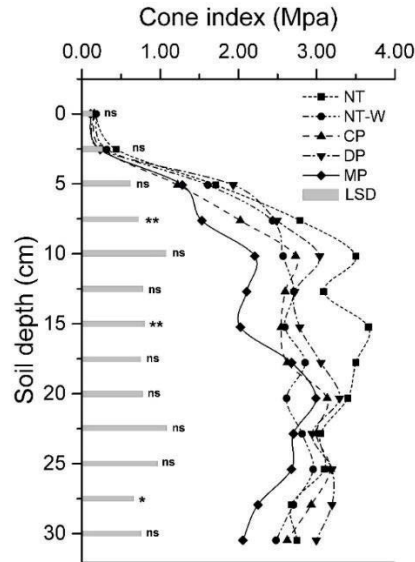 Cone index (Mpa)
0.00 1.00 2.00 3.00 4.00
Soil depth (cm)
0
5
10
15
20
25
30
ns
ns
ns
**
ns
ns
**
ns
ns
ns
ns
*
ns
NT
NT-W
CP
DP
MP
LSD